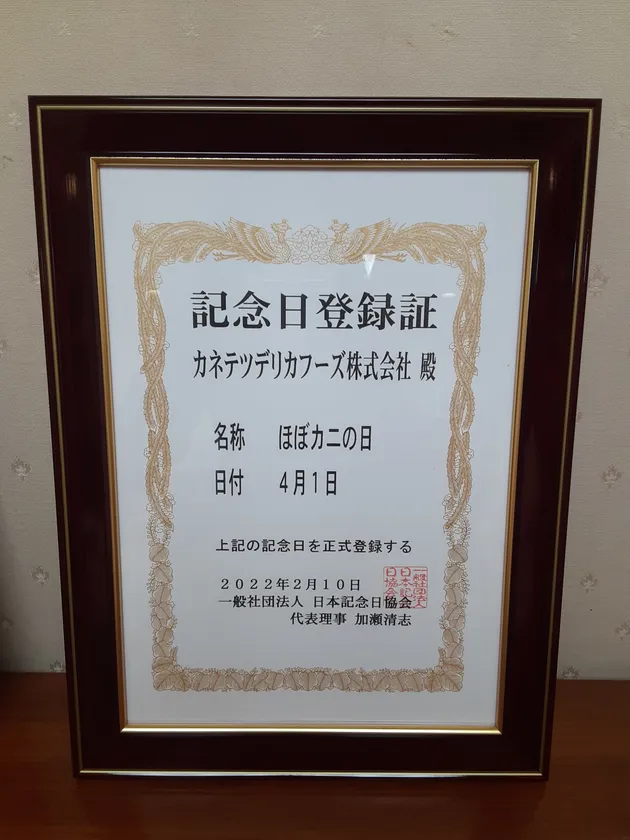 記念日登録証
カネテツデリカフーズ株式会社 殿
名称 ほぼカニの日
日付 4月1日
上記の記念日を正式登録する
2022年2月10日
一般社団法人 日本記念日協会
代表理事 加瀬清志
一般社団法人
日本記念
日協会